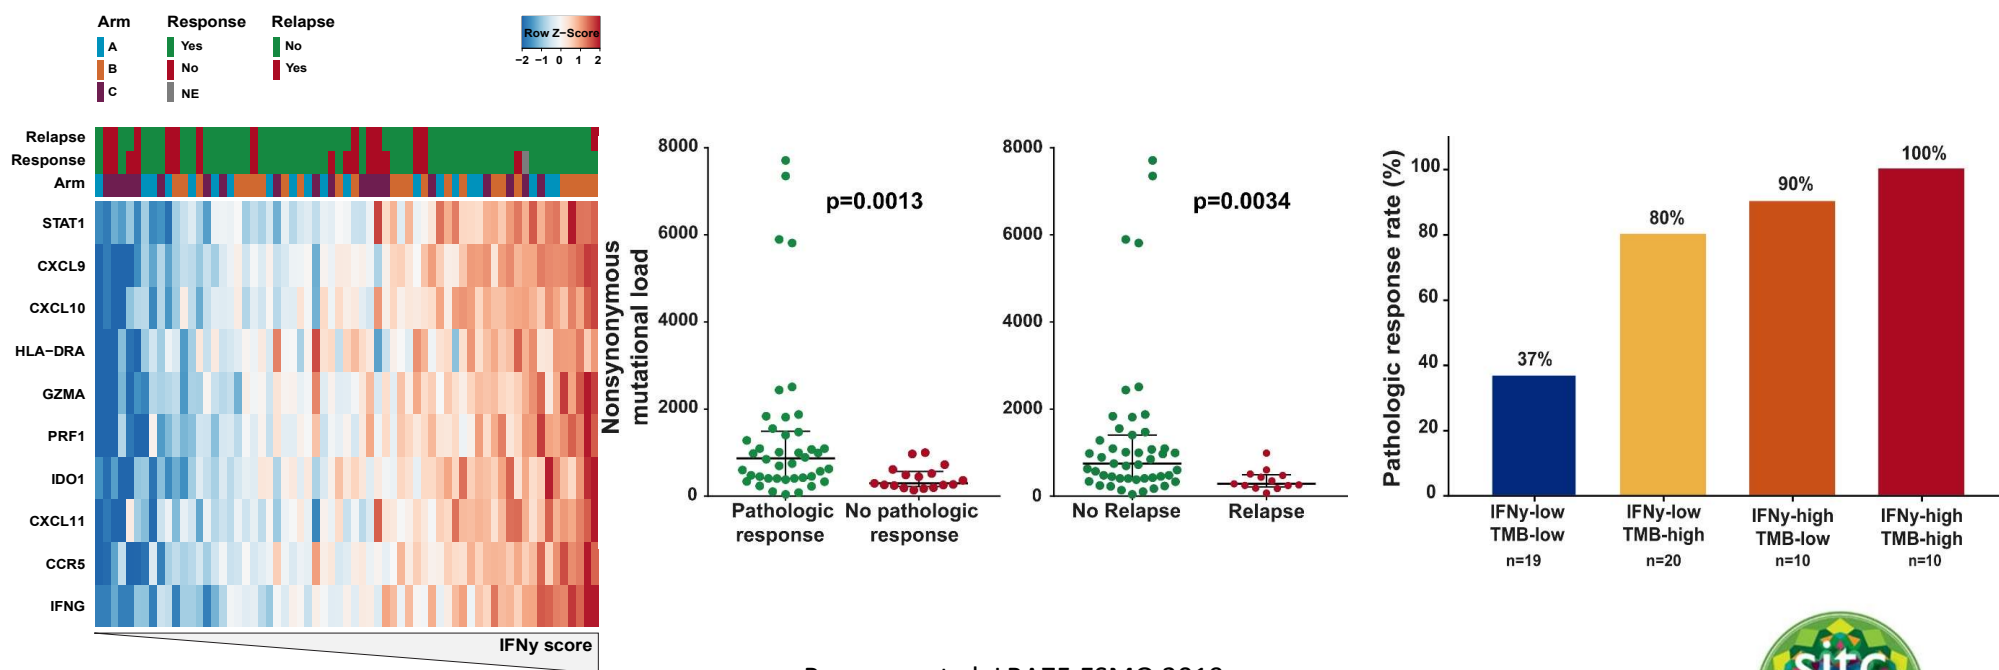 Arm Response Relapse
A Yes No
B No Yes
C NE
Row Z-Score
-2 -1 0 1 2
Relapse
Response
Arm
STAT1
CXCL9
CXCL10
HLA-DRA
GZMA
PRF1
IDO1
CXCL11
CCR5
IFNG
IFNy score
Nonsynonymous
mutational load
8000
6000
4000
2000
0
p=0.0013
Pathologic
response
No pathologic
response
8000
6000
4000
2000
0
p=0.0034
No Relapse
Relapse
Pathologic response rate (%)
100
80
60
40
20
0
37%
80%
90%
100%
IFNy-low
TMB-low
n=19
IFNy-low
TMB-high
n=20
IFNy-high
TMB-low
n=10
IFNy-high
TMB-high
n=10
sitc